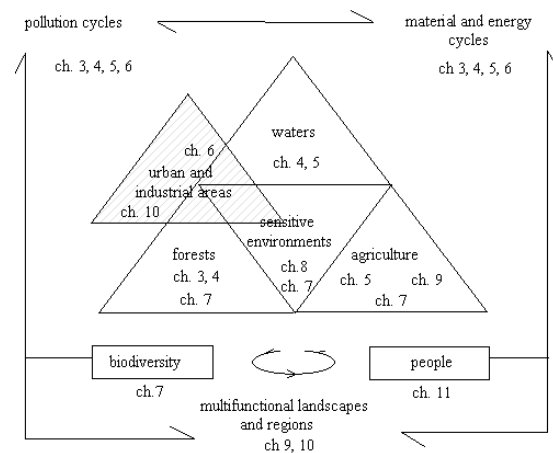 pollution cycles
material and energy
cycles
ch. 3, 4, 5, 6
ch 3, 4, 5, 6
waters
ch. 4, 5
ch. 6
urban and
industrial areas
ch. 10
sensitive
environments
ch.8
ch. 7
forests
ch. 3, 4
ch. 7
agriculture
ch. 5 ch. 9
ch. 7
biodiversity
ch.7
people
ch. 11
multifunctional landscapes
and regions
ch 9, 10